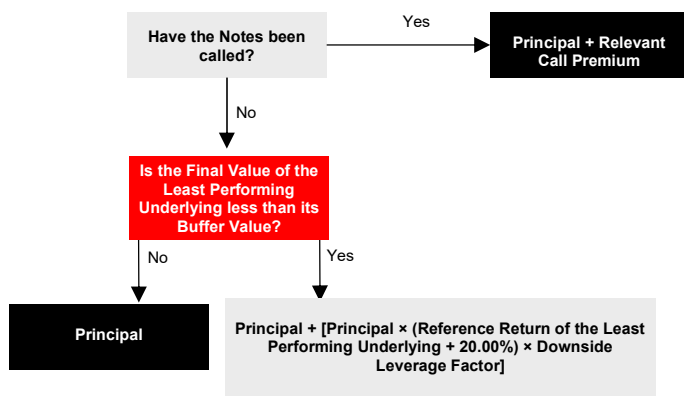 Have the Notes been
called?
Yes
Principal + Relevant
Call Premium
No
Is the Final Value of the
Least Performing
Underlying less than its
Buffer Value?
No
Yes
Principal
Principal + [Principal × (Reference Return of the Least
Performing Underlying + 20.00%) × Downside
Leverage Factor]